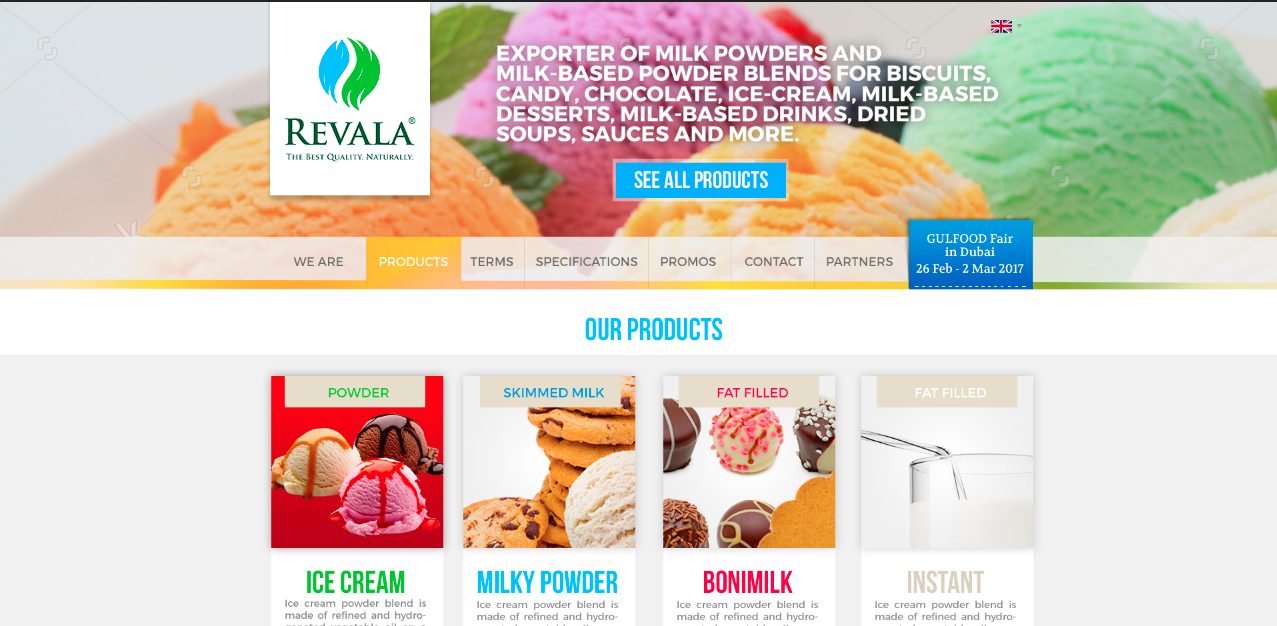 EXPORTER OF MILK POWDERS AND
MILK-BASED POWDER BLENDS FOR BISCUITS,
CANDY, CHOCOLATE, ICE-CREAM, MILK-BASED
DESSERTS, MILK-BASED DRINKS, DRIED
SOUPS, SAUCES AND MORE.
REVALA®
THE BEST QUALITY. NATURALLY.
SEE ALL PRODUCTS
WE ARE
PRODUCTS
TERMS
SPECIFICATIONS
PROMOS
CONTACT
PARTNERS
GULFOOD Fair
in Dubai
26 Feb - 2 Mar 2017
OUR PRODUCTS
POWDER
SKIMMED MILK
FAT FILLED
FAT FILLED
ICE CREAM
Ice cream powder blend is
made of refined and hydro-
MILKY POWDER
Ice cream powder blend is
made of refined and hydro-
BONIMILK
Ice cream powder blend is
made of refined and hydro-
INSTANT
Ice cream powder blend is
made of refined and hydro-